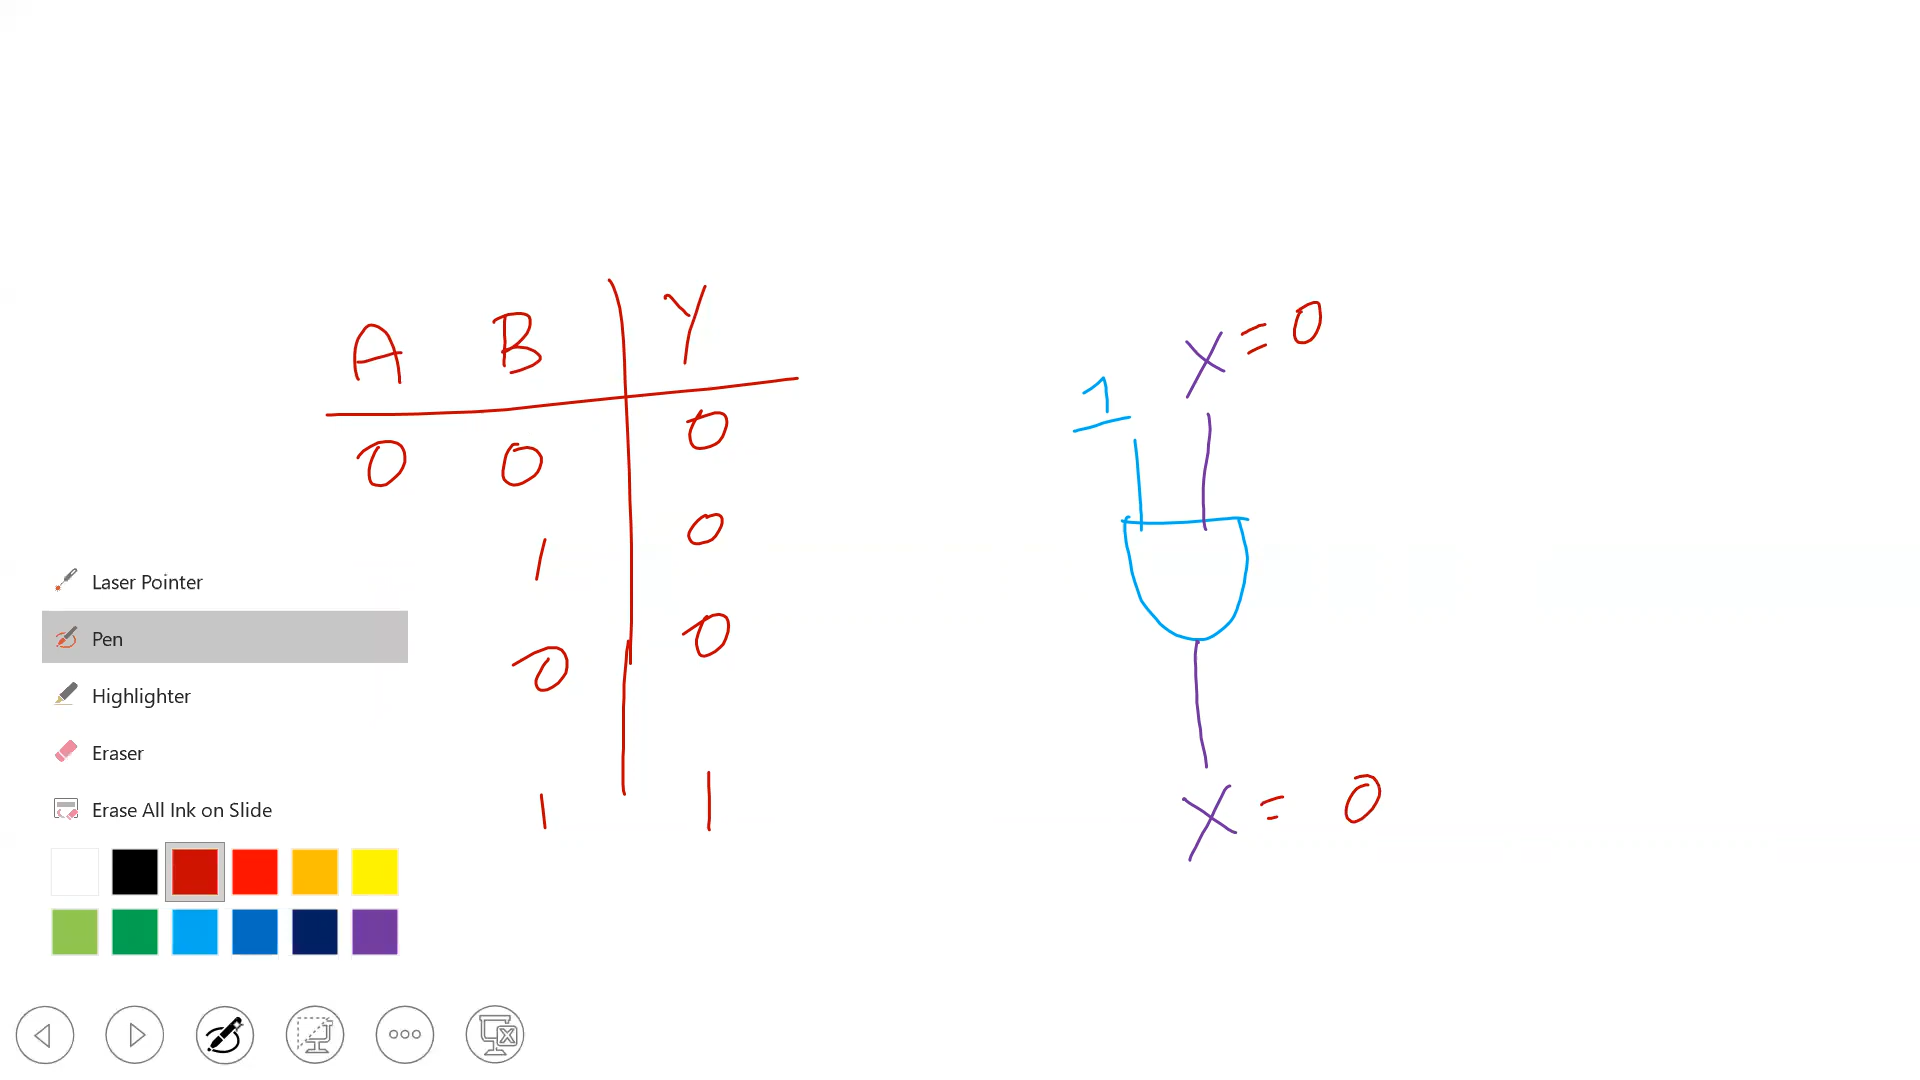 A B Y
0 0 0
1 0
0 0
1 1
X = 0
1
X = 0
Laser Pointer
Pen
Highlighter
Eraser
Erase All Ink on Slide